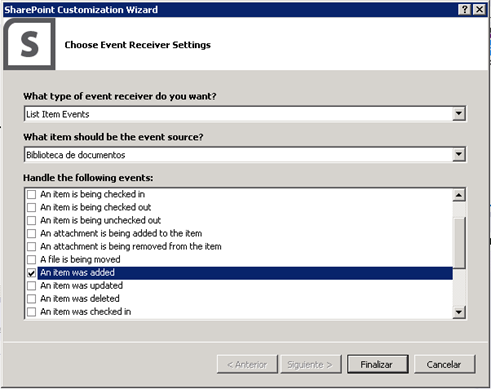 SharePoint Customization Wizard
S
Choose Event Receiver Settings
What type of event receiver do you want?
List Item Events
What item should be the event source?
Biblioteca de documentos
Handle the following events:
An item is being checked in
An item is being checked out
An item is being unchecked out
An attachment is being added to the item
An attachment is being removed from the item
A file is being moved
An item was added
An item was updated
An item was deleted
An item was checked in
< Anterior
Siguiente >
Finalizar
Cancelar